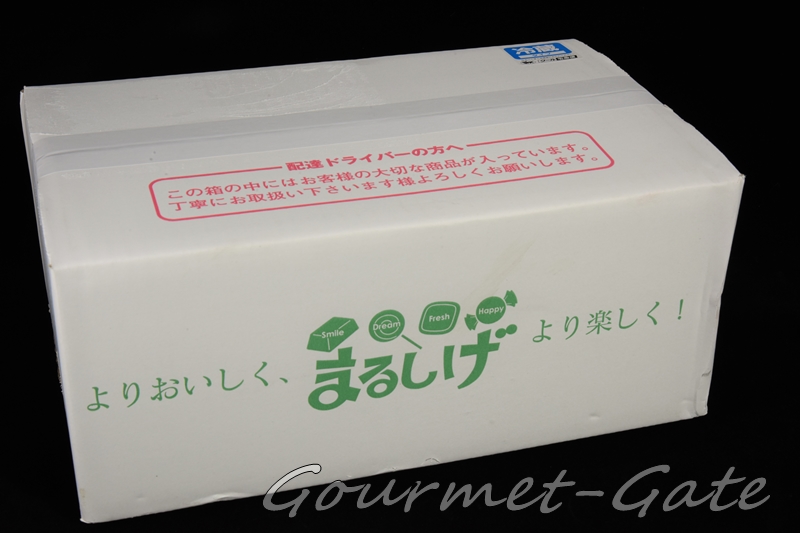 冷蔵
配達ドライバーの方へ
この箱の中にはお客様の大切な商品が入っています。
丁寧にお取扱い下さいます様よろしくお願いします。
Smile
Dream
Fresh
Happy
よりおいしく、
まるしげ
より楽しく！
Gourmet-Gate